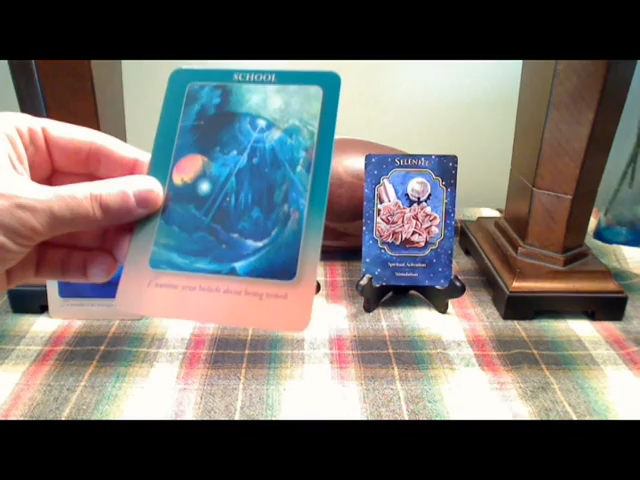 SCHOOL
Examine your beliefs about being tested
SELENITE
Spiritual Activation